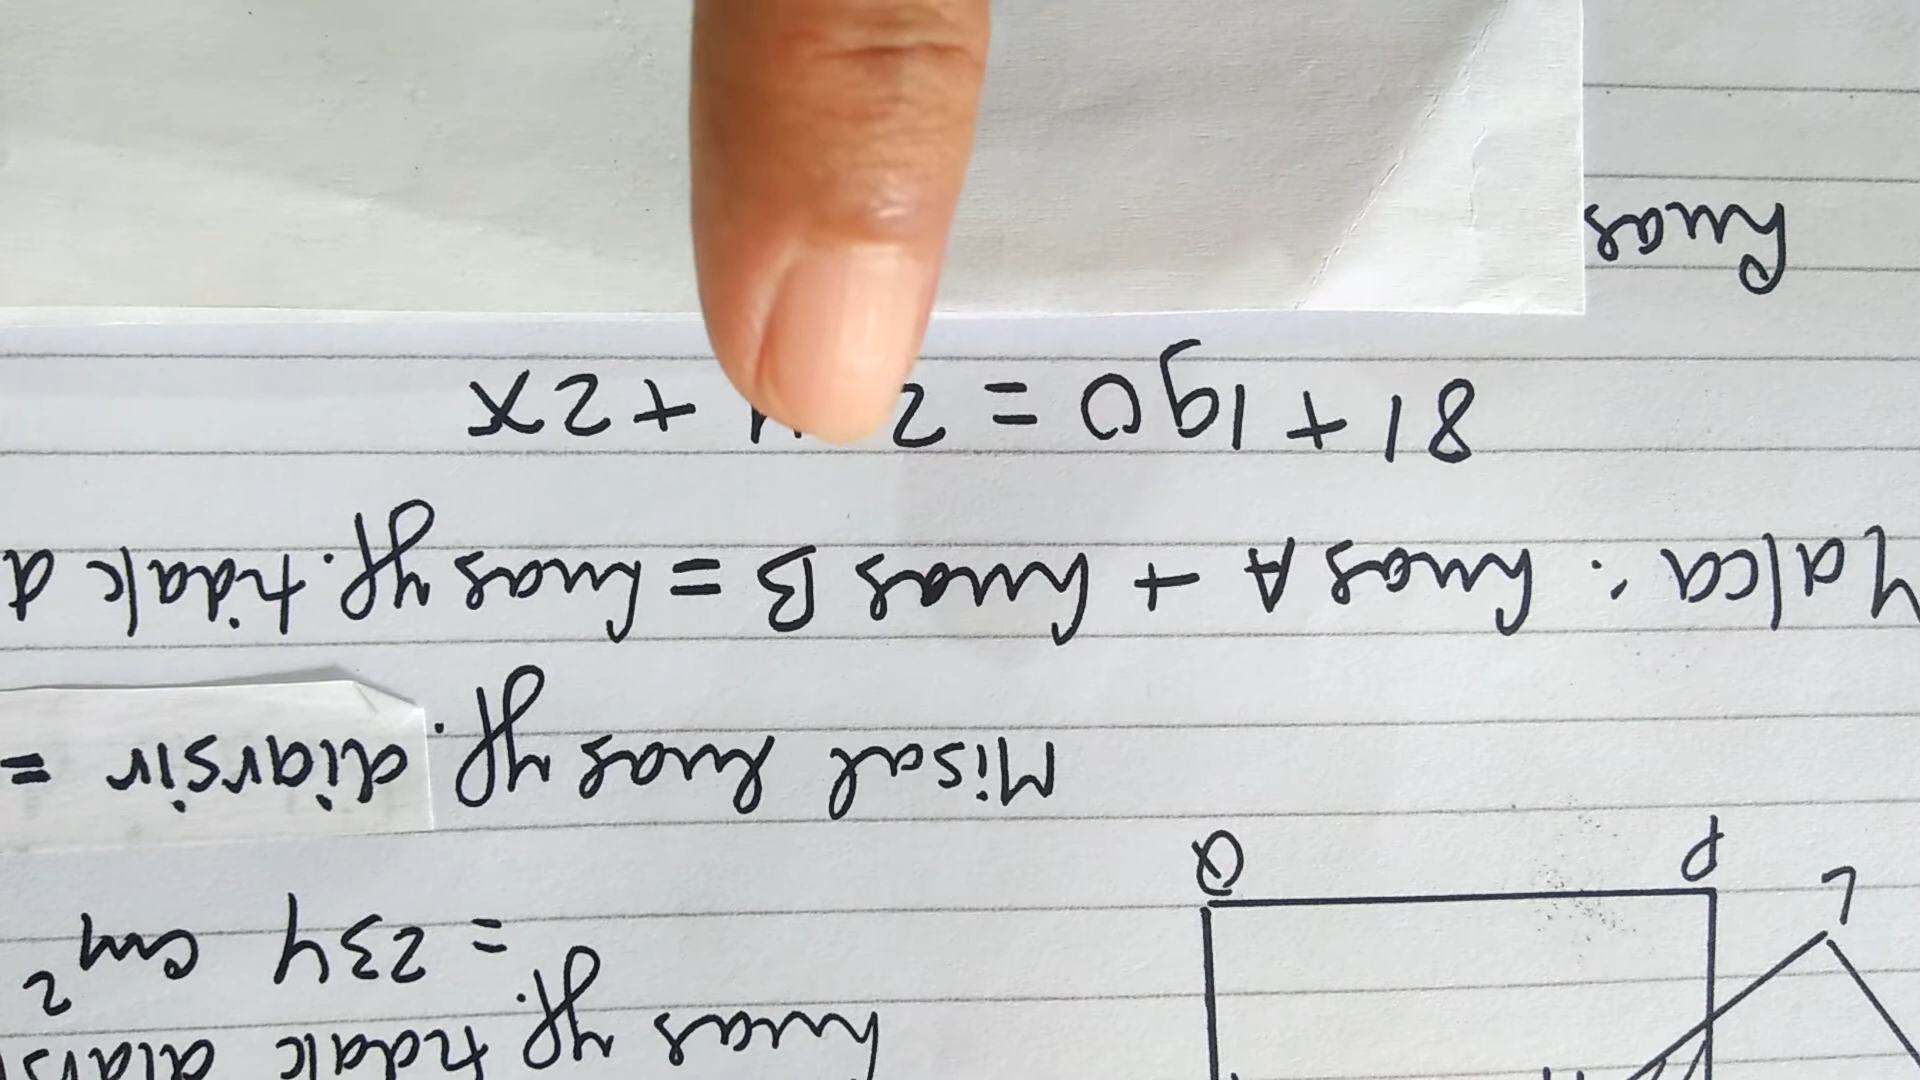 luas yg. tidak diars
= 234 cm²
L
P
Q
Misal luas yg. diarsir =
Maka : luas A + luas B = luas yg. tidak d
81 + 190 = 2 + 2x
luas